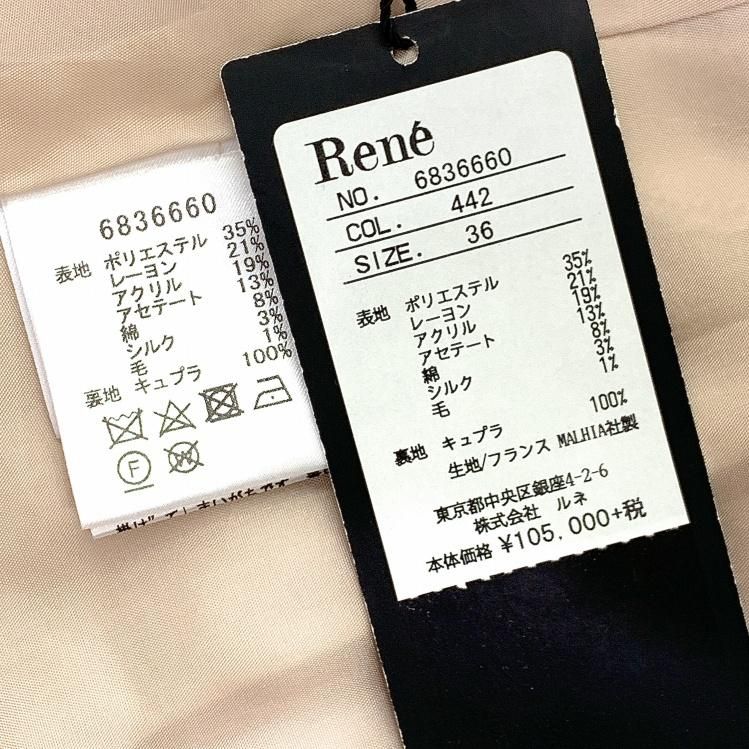 6836660
表地 ポリエステル 35%
レーヨン 21%
アクリル 19%
アセテート 13%
綿 8%
シルク 3%
毛 1%
裏地 キュプラ 100%
F
W
René
NO. 6836660
COL. 442
SIZE. 36
表地 ポリエステル 35%
レーヨン 21%
アクリル 19%
アセテート 13%
綿 8%
シルク 3%
毛 1%
裏地 キュプラ 100%
生地/フランス MALHIA社製
東京都中央区銀座4-2-6
株式会社 ルネ
本体価格 ¥105,000+税